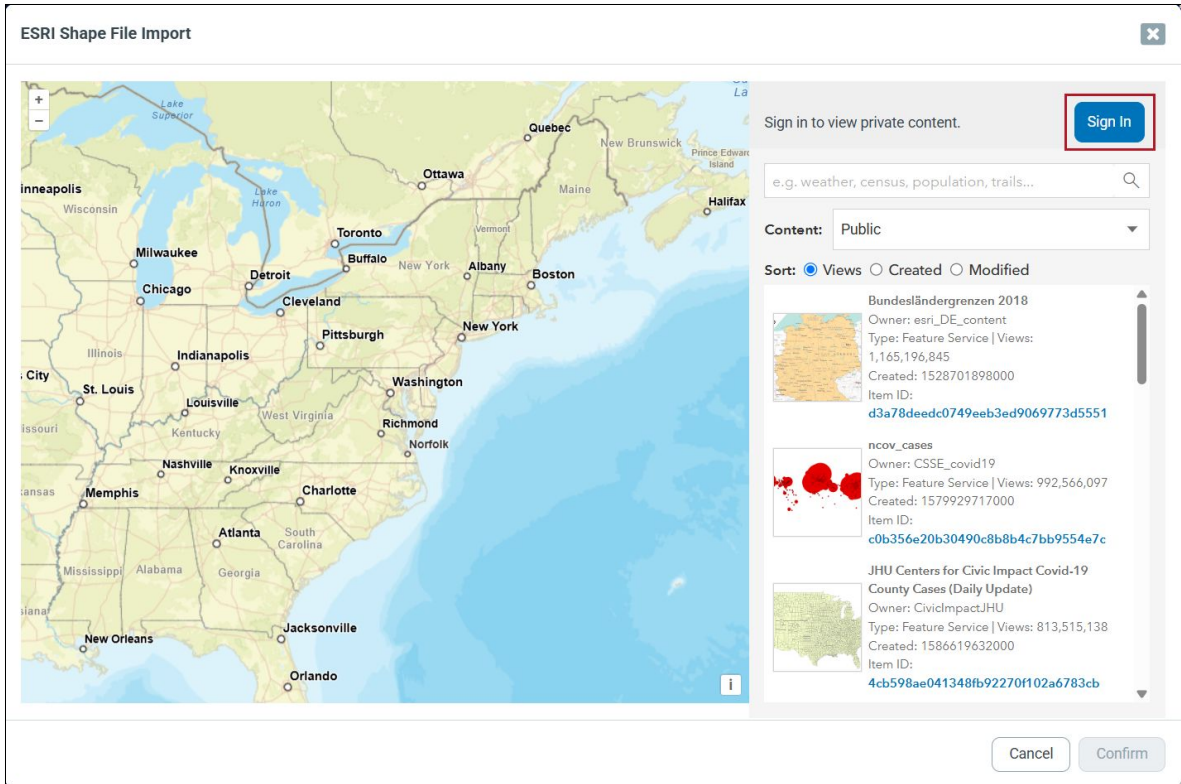 ESRI Shape File Import
+
−
Lake
Superior
La
Quebec
New Brunswick
Prince Edward
Island
Ottawa
Maine
Halifax
inneapolis
Wisconsin
Lake
Huron
Toronto
Vermont
Milwaukee
Buffalo
New York
Albany
Boston
Detroit
Chicago
Cleveland
New York
Pittsburgh
Illinois
Indianapolis
City
St. Louis
Washington
Louisville
West Virginia
Richmond
issouri
Kentucky
Norfolk
Nashville
Knoxville
ansas
Memphis
Charlotte
Atlanta
South
Carolina
Mississippi
Alabama
Georgia
siana
Jacksonville
New Orleans
Orlando
i
Sign in to view private content.
Sign In
e.g. weather, census, population, trails...
Content: Public
Sort: Views Created Modified
Bundesländergrenzen 2018
Owner: esri_DE_content
Type: Feature Service | Views:
1,165,196,845
Created: 1528701898000
Item ID:
d3a78deedc0749eeb3ed9069773d5551
ncov_cases
Owner: CSSE_covid19
Type: Feature Service | Views: 992,566,097
Created: 1579929717000
Item ID:
c0b356e20b30490c8b8b4c7bb9554e7c
JHU Centers for Civic Impact Covid-19
County Cases (Daily Update)
Owner: CivicImpactJHU
Type: Feature Service | Views: 813,515,138
Created: 1586619632000
Item ID:
4cb598ae041348fb92270f102a6783cb
Cancel
Confirm